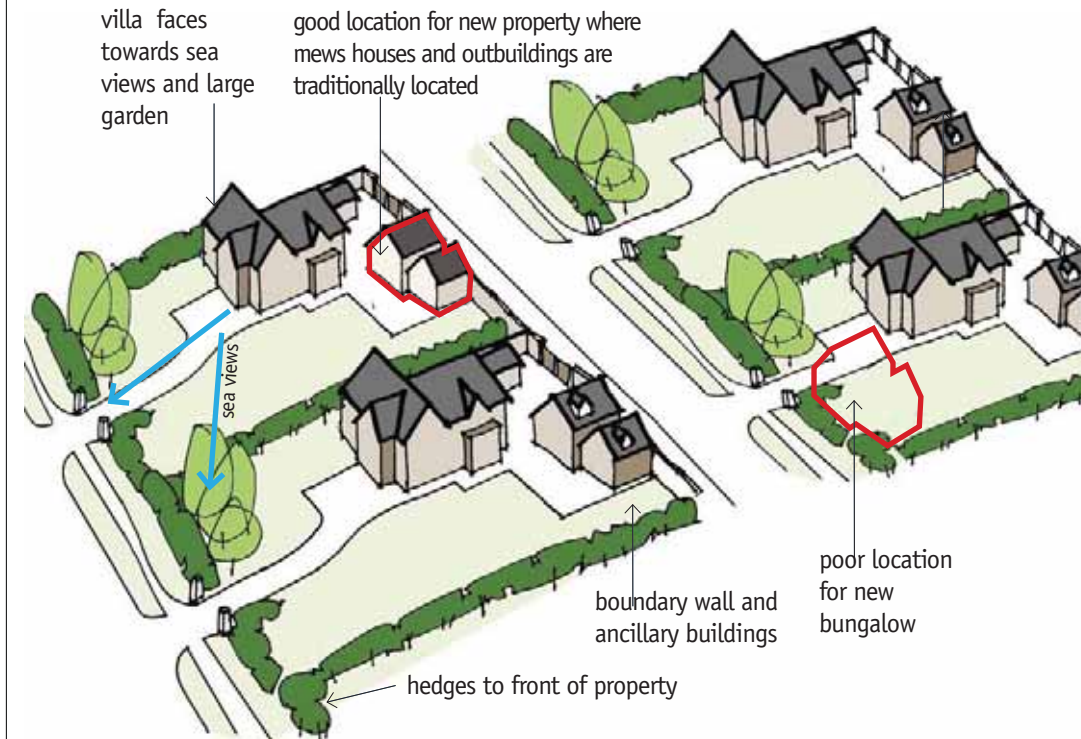 villa faces
towards sea
views and large
garden
good location for new property where
mews houses and outbuildings are
traditionally located
sea views
poor location
for new
bungalow
boundary wall and
ancillary buildings
hedges to front of property